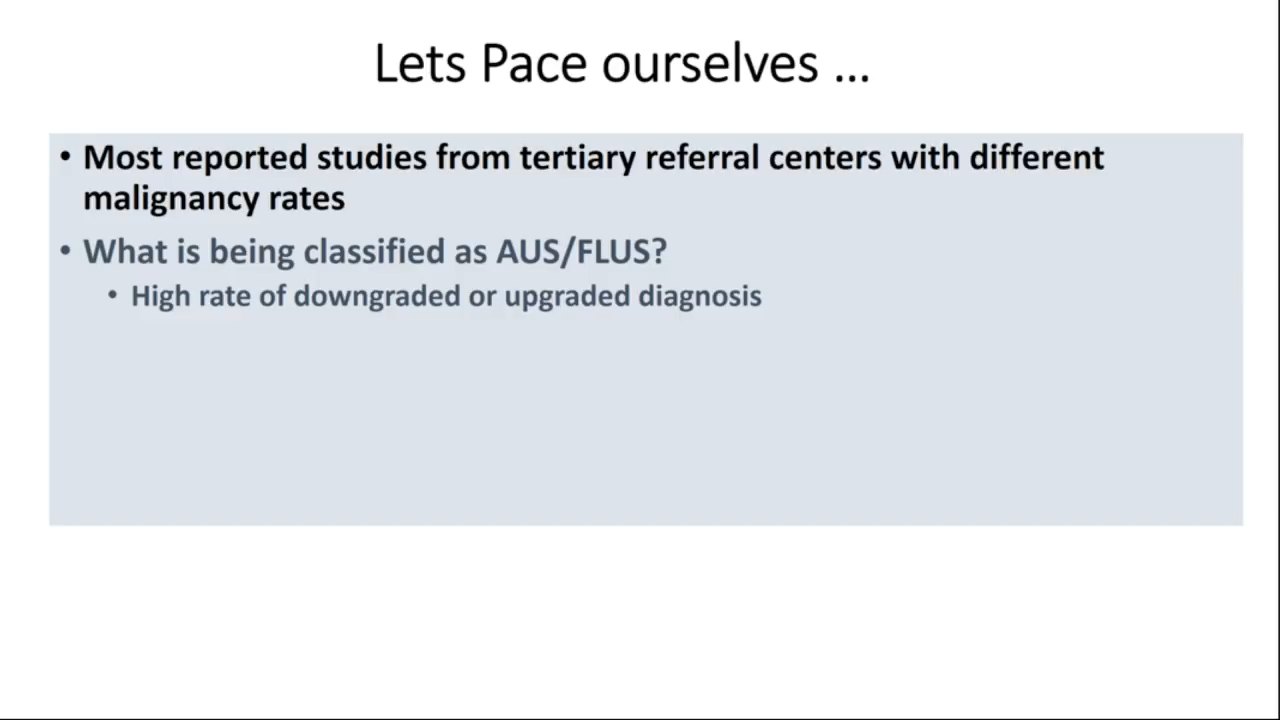 Lets Pace ourselves ...
• Most reported studies from tertiary referral centers with different
malignancy rates
• What is being classified as AUS/FLUS?
• High rate of downgraded or upgraded diagnosis